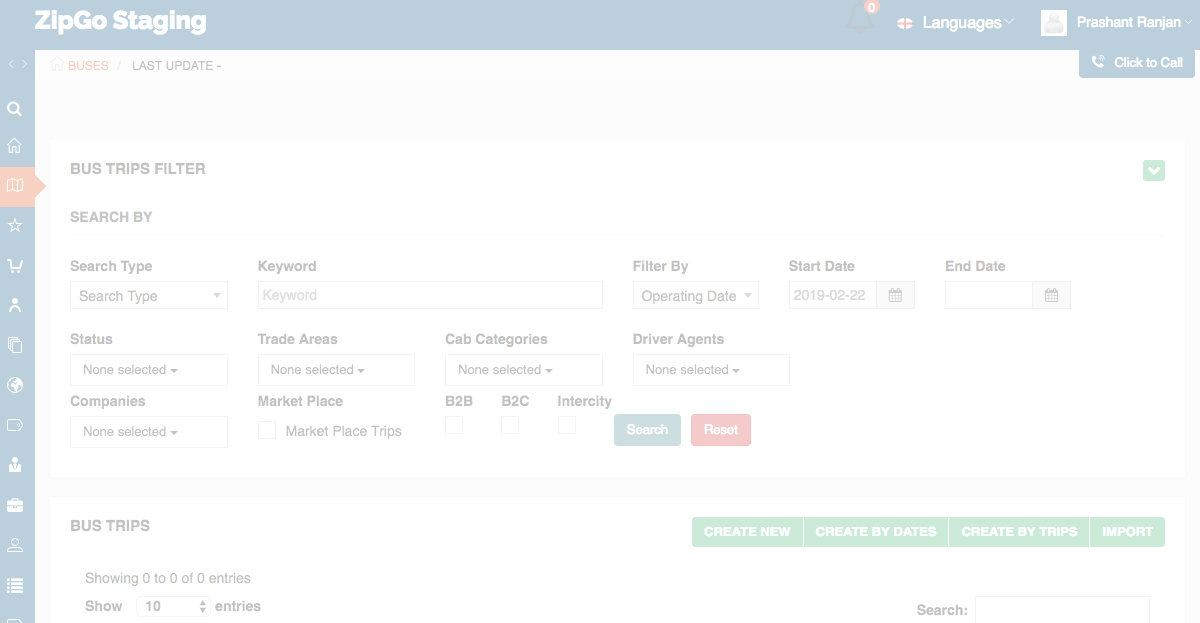 ZipGo Staging
0
Languages
Prashant Ranjan
BUSES / LAST UPDATE -
Click to Call
BUS TRIPS FILTER
SEARCH BY
Search Type Keyword Filter By Start Date End Date
Search Type Keyword Operating Date 2019-02-22
Status Trade Areas Cab Categories Driver Agents
None selected None selected None selected None selected
Companies Market Place B2B B2C Intercity
None selected Market Place Trips Search Reset
BUS TRIPS
CREATE NEW CREATE BY DATES CREATE BY TRIPS IMPORT
Showing 0 to 0 of 0 entries
Show 10 entries
Search: